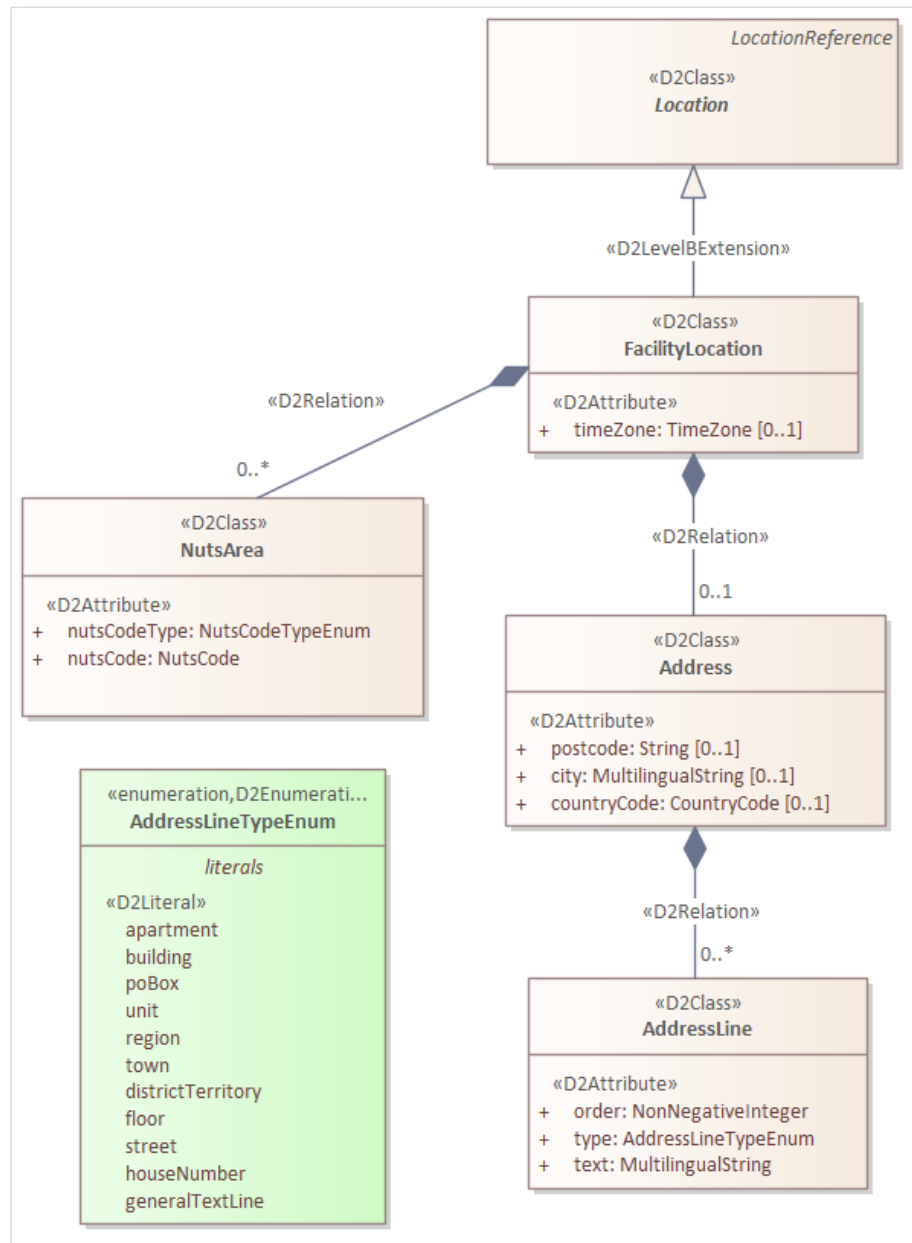 LocationReference
«D2Class»
Location
«D2LevelBExtension»
«D2Class»
FacilityLocation
«D2Attribute»
+ timeZone: TimeZone [0..1]
«D2Relation»
0..*
«D2Class»
NutsArea
«D2Attribute»
+ nutsCodeType: NutsCodeTypeEnum
+ nutsCode: NutsCode
«D2Relation»
0..1
«D2Class»
Address
«D2Attribute»
+ postcode: String [0..1]
+ city: MultilingualString [0..1]
+ countryCode: CountryCode [0..1]
«enumeration,D2Enumerati...
AddressLineTypeEnum
literals
«D2Literal»
apartment
building
poBox
unit
region
town
districtTerritory
floor
street
houseNumber
generalTextLine
«D2Relation»
0..*
«D2Class»
AddressLine
«D2Attribute»
+ order: NonNegativeInteger
+ type: AddressLineTypeEnum
+ text: MultilingualString